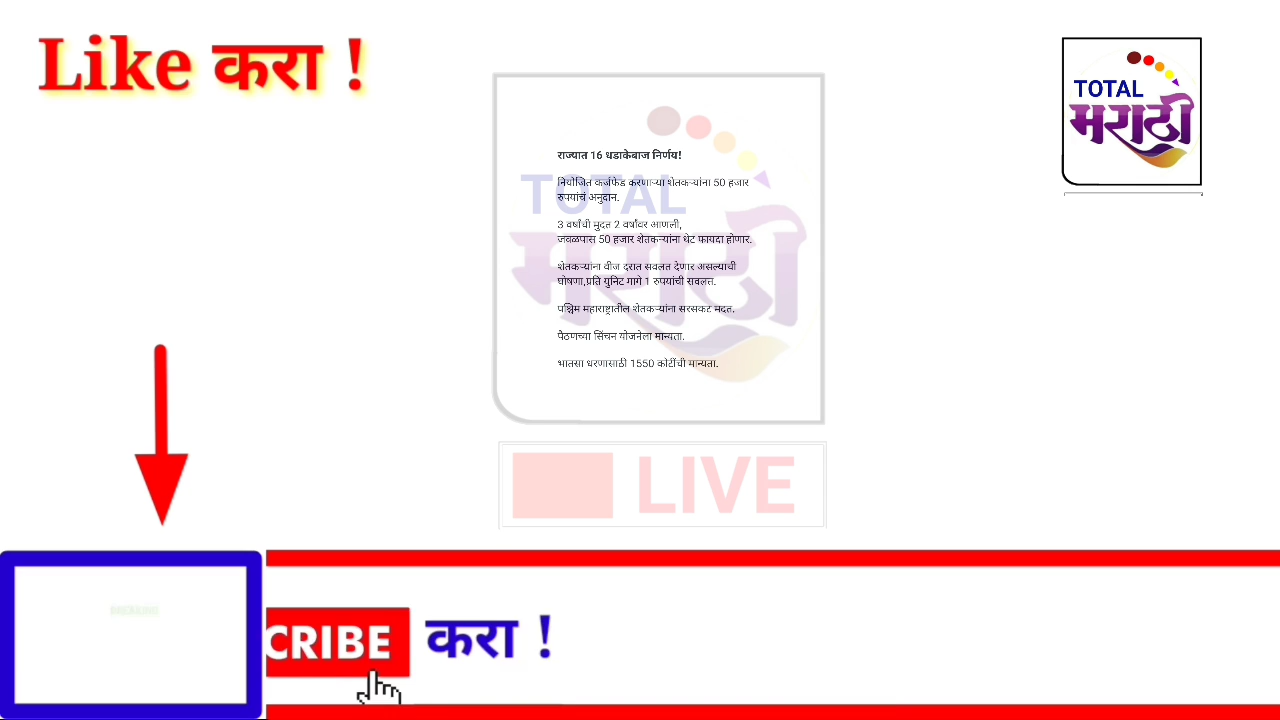 Like करा !
TOTAL
मराठी
राज्यात 16 धडाकेबाज निर्णय!
नियोजित कर्जफेड करणाऱ्या शेतकऱ्यांना 50 हजार
रुपयांचं अनुदान.
TOTAL
3 वर्षांची मुदत 2 वर्षांवर आणली,
जवळपास 50 हजार शेतकऱ्यांना थेट फायदा होणार.
मराठी
शेतकऱ्यांना वीज दरात सवलत देणार असल्याची
घोषणा,प्रति युनिट मागे 1 रुपयांची सवलत.
पश्चिम महाराष्ट्रातील शेतकऱ्यांना सरसकट मदत.
पैठणच्या सिंचन योजनेला मान्यता.
भातसा धरणासाठी 1550 कोटींची मान्यता.
LIVE
CRIBE करा !